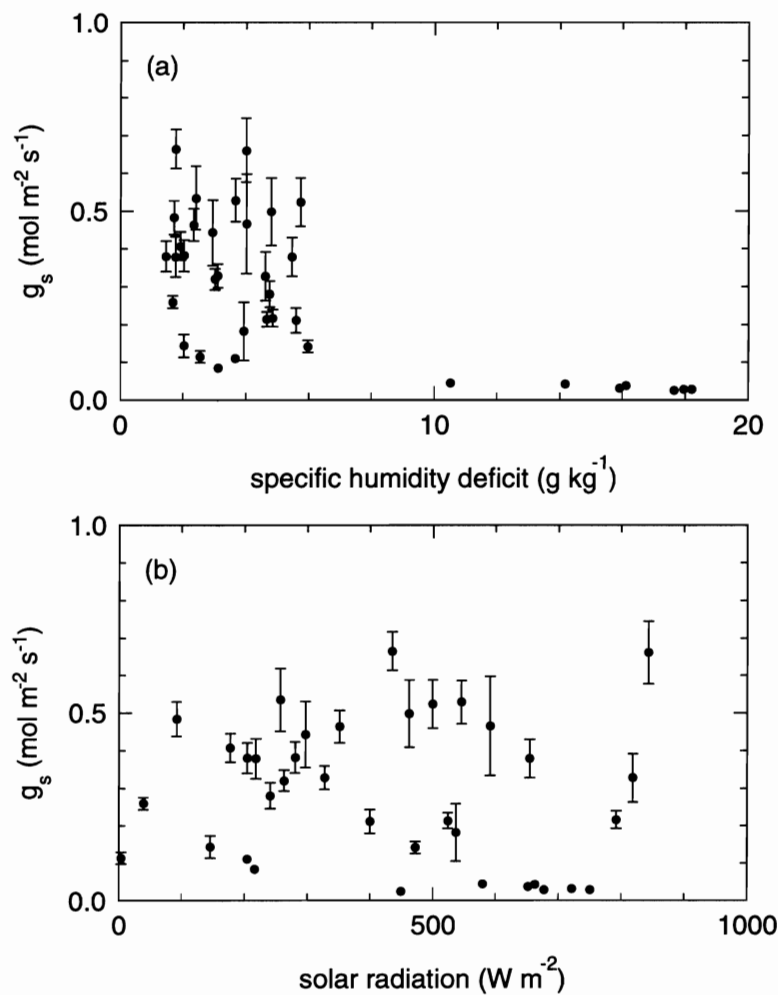 1.0
(a)
0.5
g_s (mol m⁻² s⁻¹)
0.0
0 10 20
specific humidity deficit (g kg⁻¹)
1.0
(b)
0.5
g_s (mol m⁻² s⁻¹)
0.0
0 500 1000
solar radiation (W m⁻²)